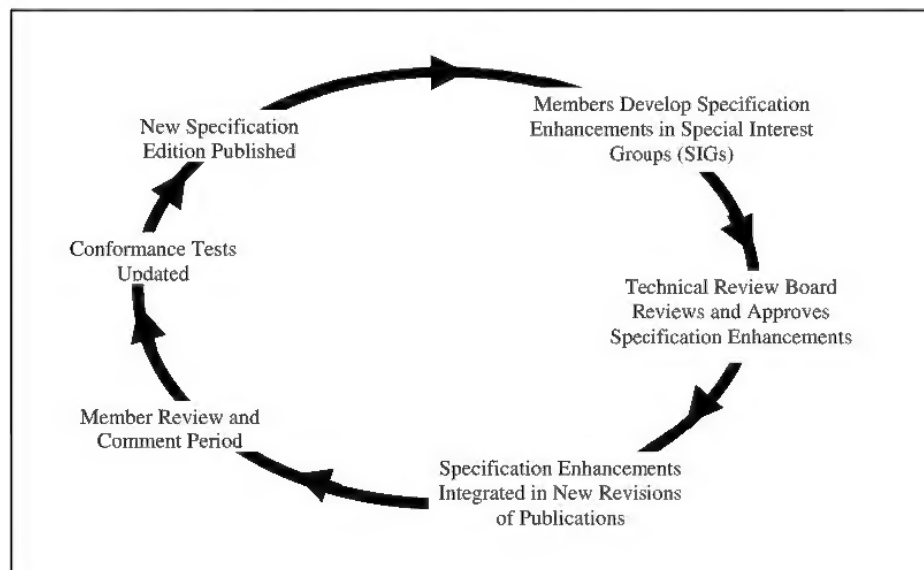 New Specification
Edition Published
Members Develop Specification
Enhancements in Special Interest
Groups (SIGs)
Technical Review Board
Reviews and Approves
Specification Enhancements
Specification Enhancements
Integrated in New Revisions
of Publications
Member Review and
Comment Period
Conformance Tests
Updated